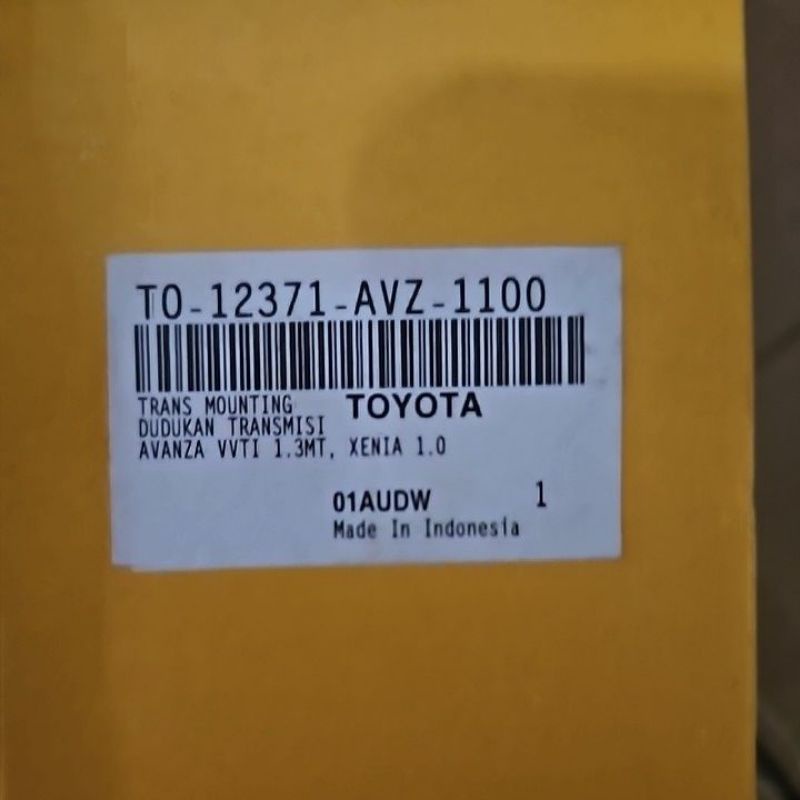 TO-12371-AVZ-1100
TRANS MOUNTING TOYOTA
DUDUKAN TRANSMISI
AVANZA VVTI 1.3MT, XENIA 1.0
01AUDW 1
Made In Indonesia